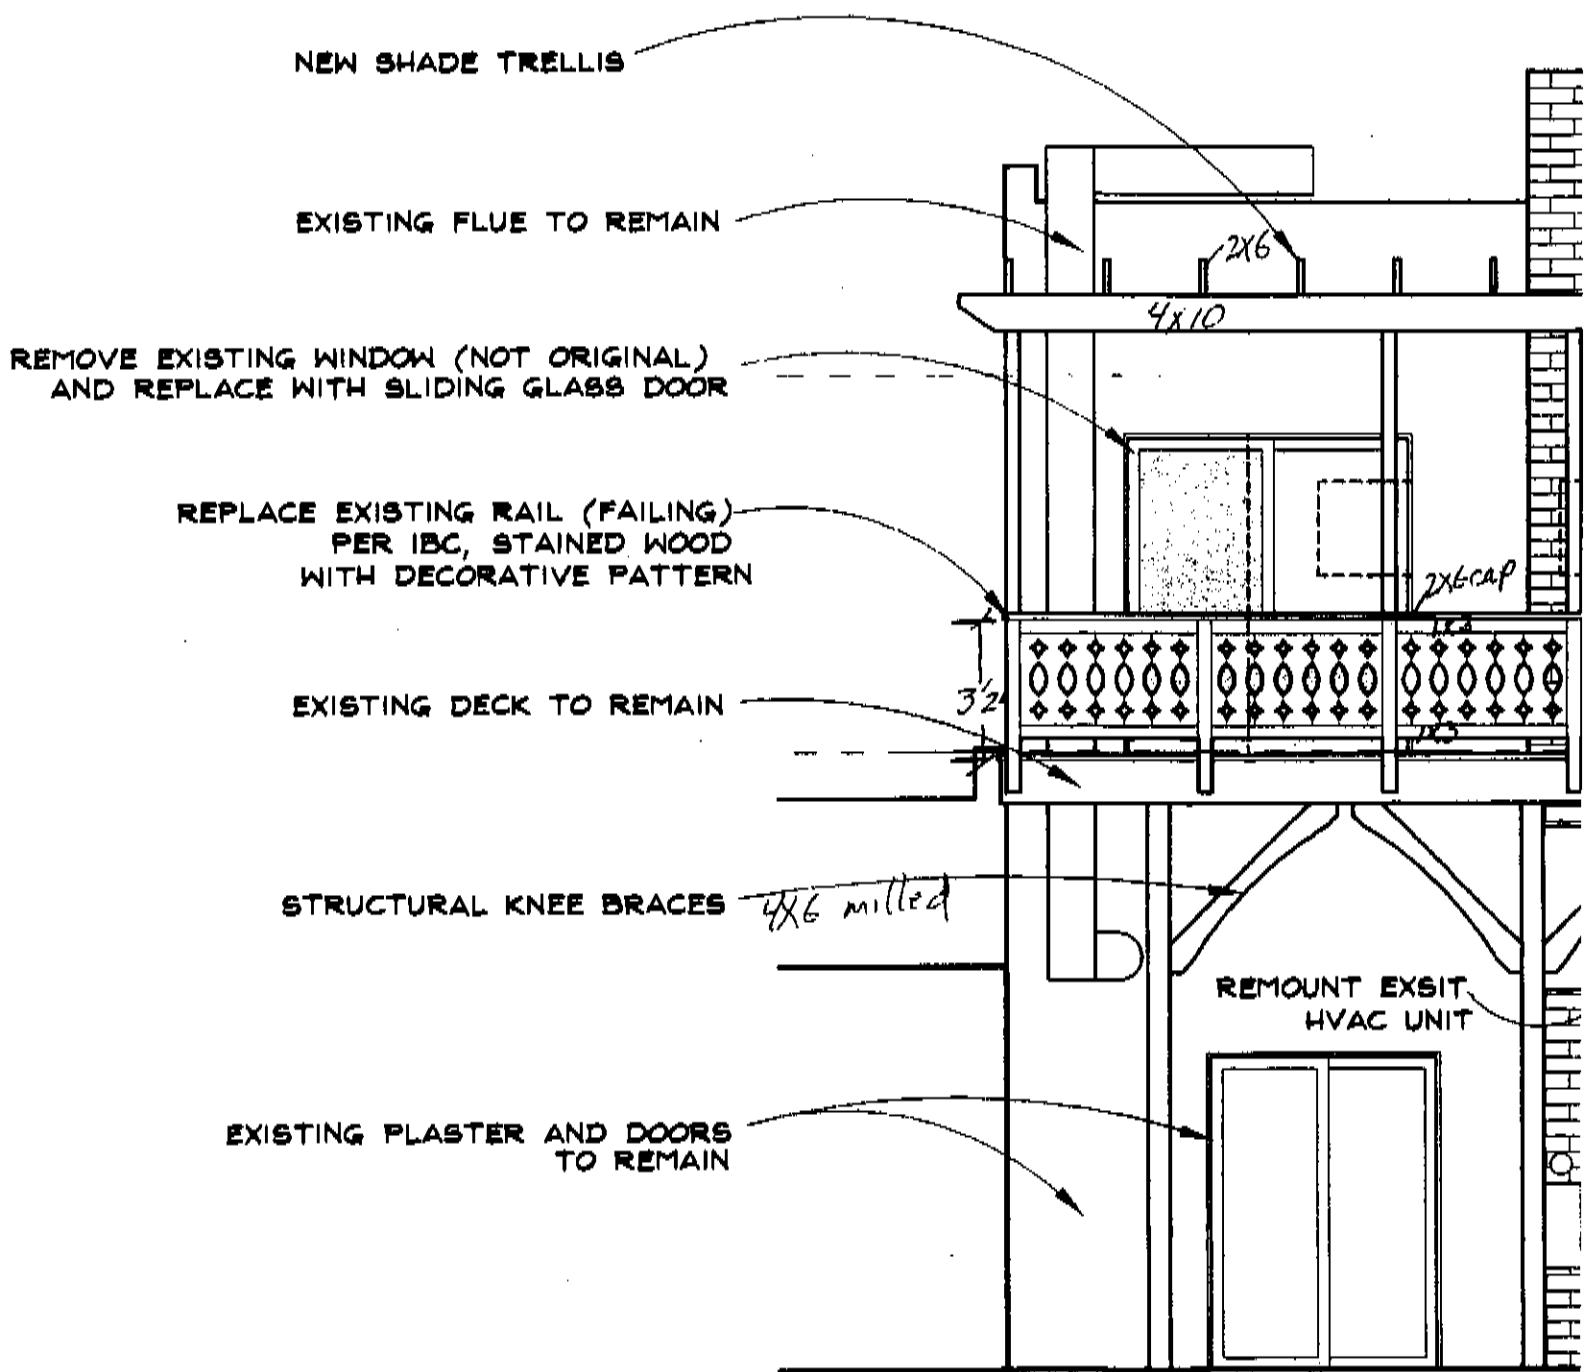 NEW SHADE TRELLIS
EXISTING FLUE TO REMAIN
2X6
4X10
REMOVE EXISTING WINDOW (NOT ORIGINAL)
AND REPLACE WITH SLIDING GLASS DOOR
REPLACE EXISTING RAIL (FAILING)
PER IBC, STAINED WOOD
WITH DECORATIVE PATTERN
2X6 cap
EXISTING DECK TO REMAIN
3'2
1X3
STRUCTURAL KNEE BRACES
4X6 milled
REMOUNT EXSIT
HVAC UNIT
EXISTING PLASTER AND DOORS
TO REMAIN